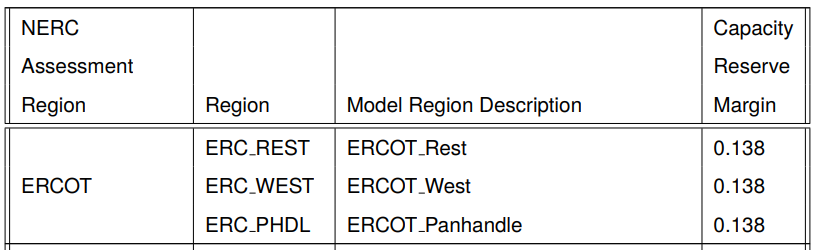 NERC Capacity
Assessment Reserve
Region Region Model Region Description Margin
ERC_REST ERCOT_Rest 0.138
ERCOT ERC_WEST ERCOT_West 0.138
ERC_PHDL ERCOT_Panhandle 0.138